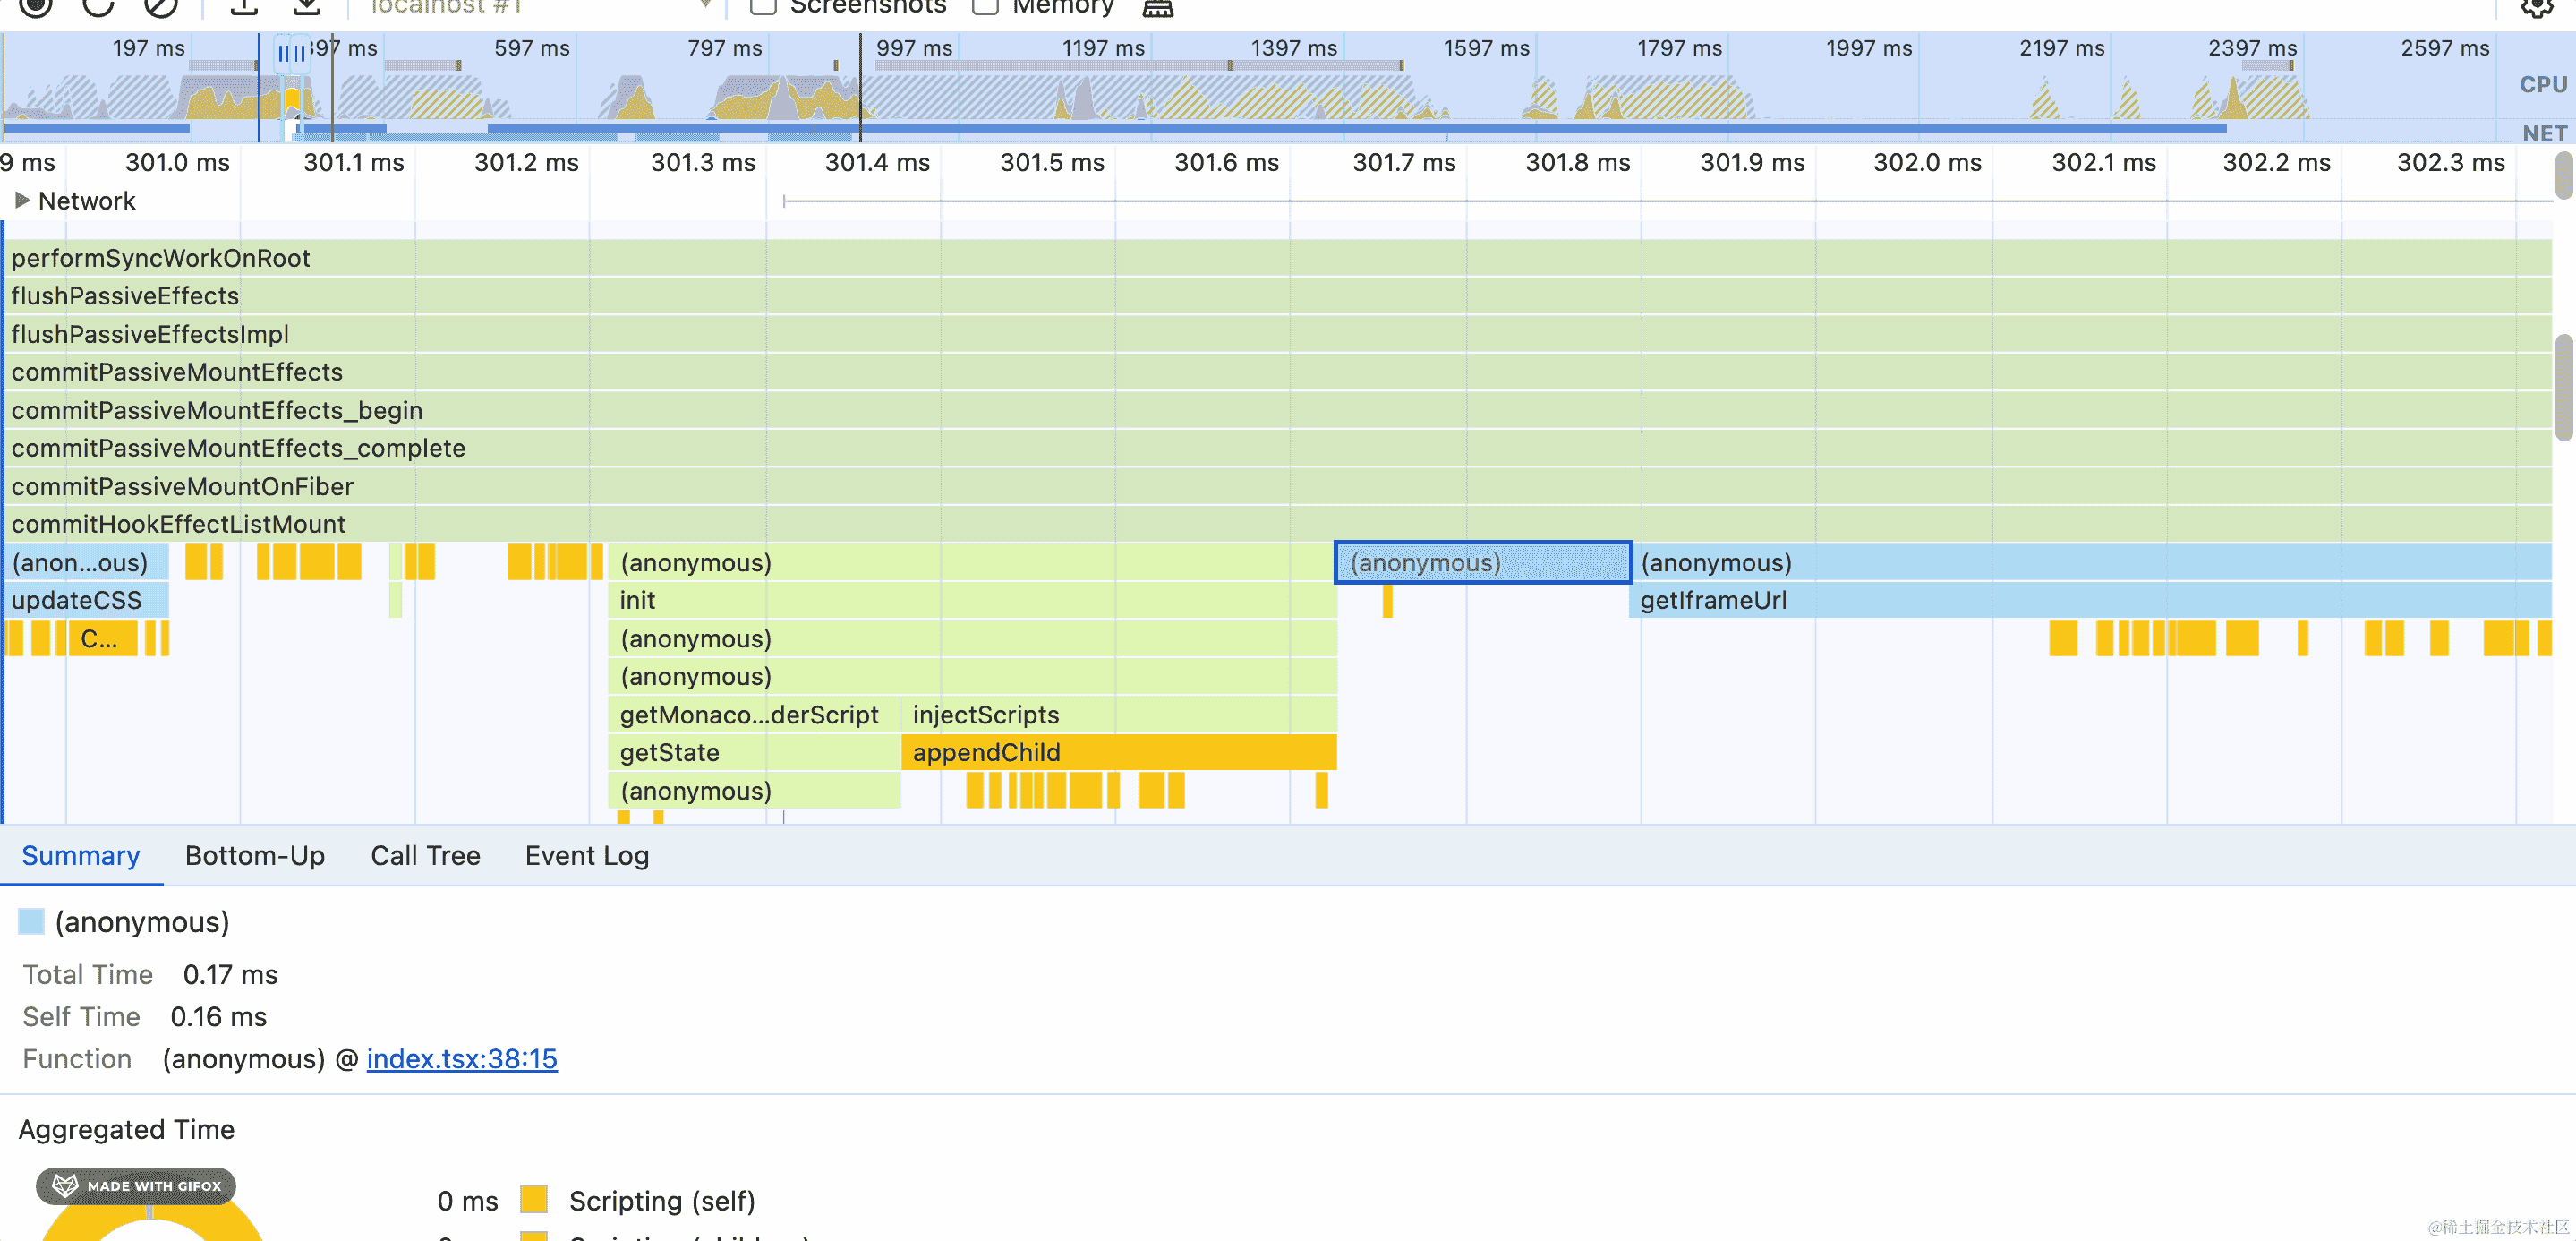 localhost #1 Screenshots Memory
197 ms 397 ms 597 ms 797 ms 997 ms 1197 ms 1397 ms 1597 ms 1797 ms 1997 ms 2197 ms 2397 ms 2597 ms
CPU
NET
9 ms 301.0 ms 301.1 ms 301.2 ms 301.3 ms 301.4 ms 301.5 ms 301.6 ms 301.7 ms 301.8 ms 301.9 ms 302.0 ms 302.1 ms 302.2 ms 302.3 ms
Network
performSyncWorkOnRoot
flushPassiveEffects
flushPassiveEffectsImpl
commitPassiveMountEffects
commitPassiveMountEffects_begin
commitPassiveMountEffects_complete
commitPassiveMountOnFiber
commitHookEffectListMount
(anon...ous) (anonymous) (anonymous) (anonymous)
updateCSS init getIframeUrl
C... (anonymous)
(anonymous)
getMonaco...derScript injectScripts
getState appendChild
(anonymous)
Summary Bottom-Up Call Tree Event Log
(anonymous)
Total Time 0.17 ms
Self Time 0.16 ms
Function (anonymous) @ index.tsx:38:15
Aggregated Time
MADE WITH GIFOX
0 ms Scripting (self)
@稀土掘金技术社区